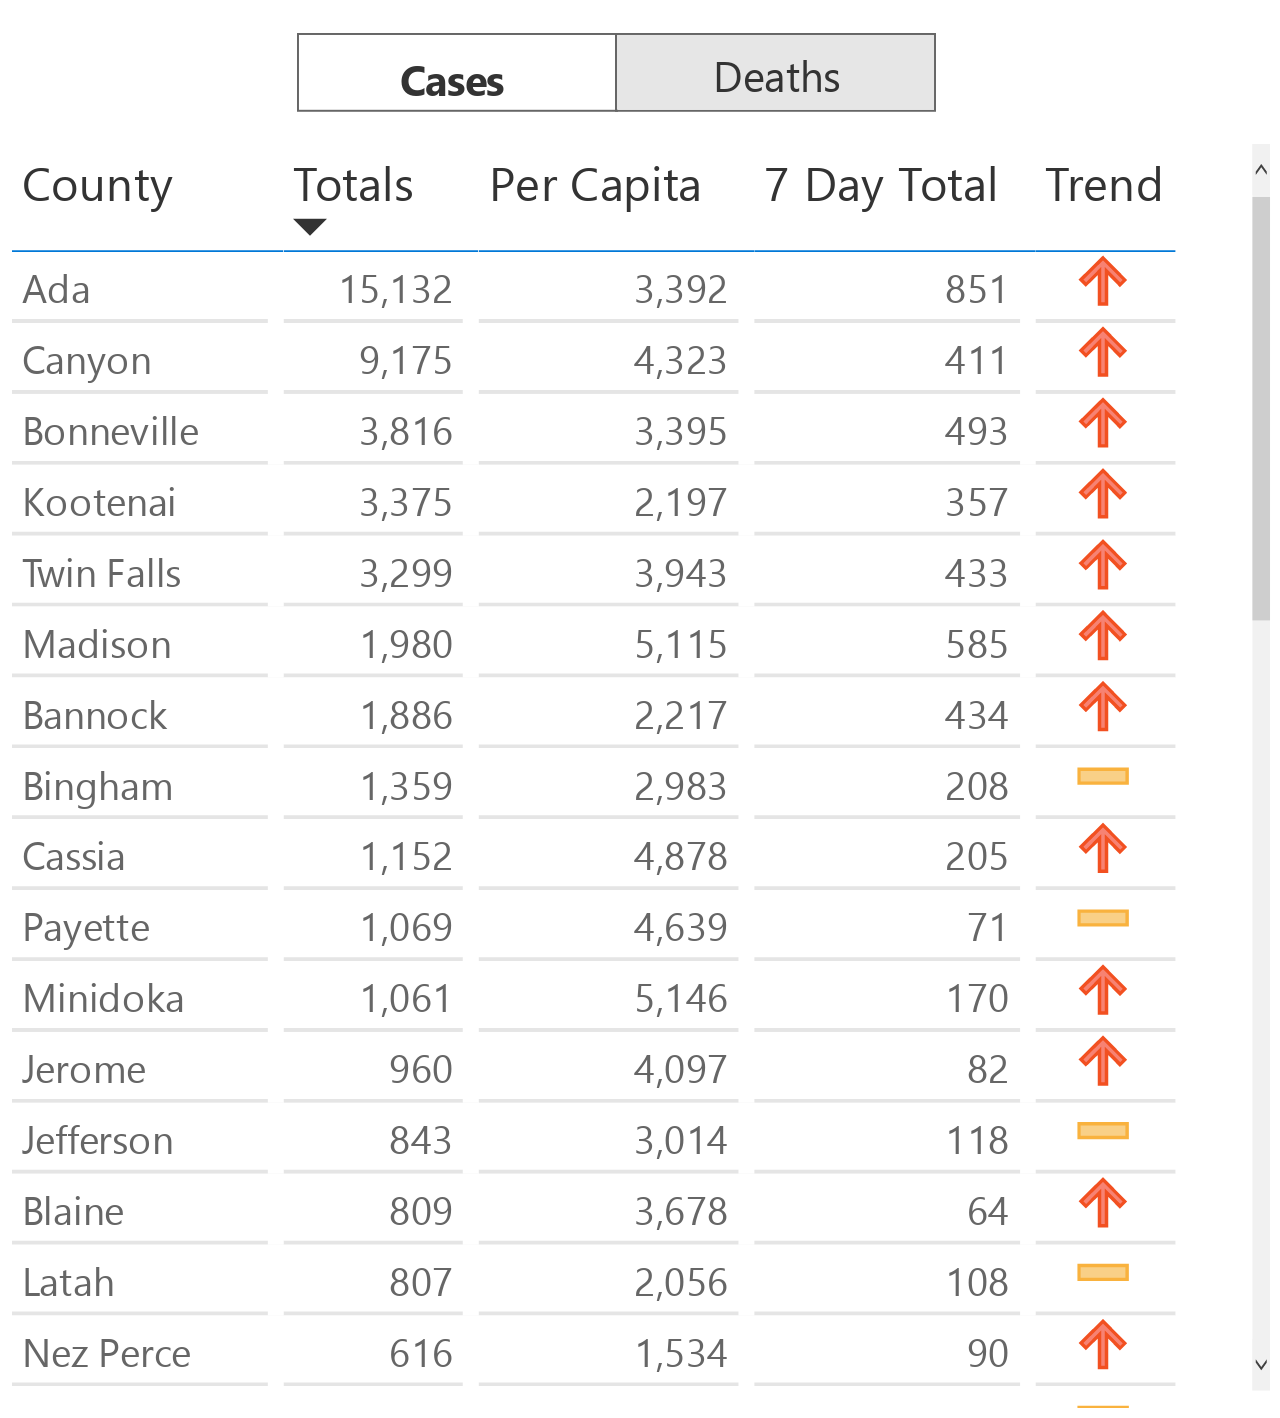 Cases Deaths
County Totals Per Capita 7 Day Total Trend
Ada 15,132 3,392 851
Canyon 9,175 4,323 411
Bonneville 3,816 3,395 493
Kootenai 3,375 2,197 357
Twin Falls 3,299 3,943 433
Madison 1,980 5,115 585
Bannock 1,886 2,217 434
Bingham 1,359 2,983 208
Cassia 1,152 4,878 205
Payette 1,069 4,639 71
Minidoka 1,061 5,146 170
Jerome 960 4,097 82
Jefferson 843 3,014 118
Blaine 809 3,678 64
Latah 807 2,056 108
Nez Perce 616 1,534 90